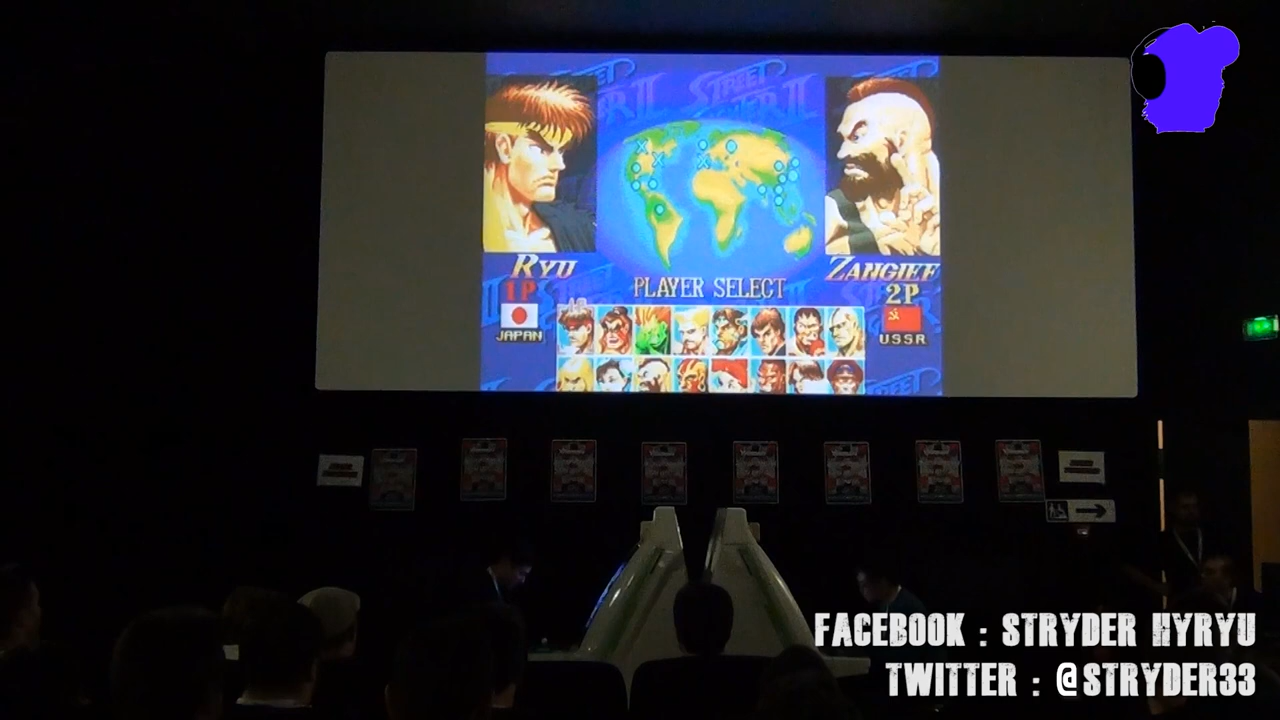 STREET
FIGHTER II
RYU
ZANGIEF
1P
PLAYER SELECT
2P
JAPAN
USSR
FACEBOOK : STRYDER HYRYU
TWITTER : @STRYDER33